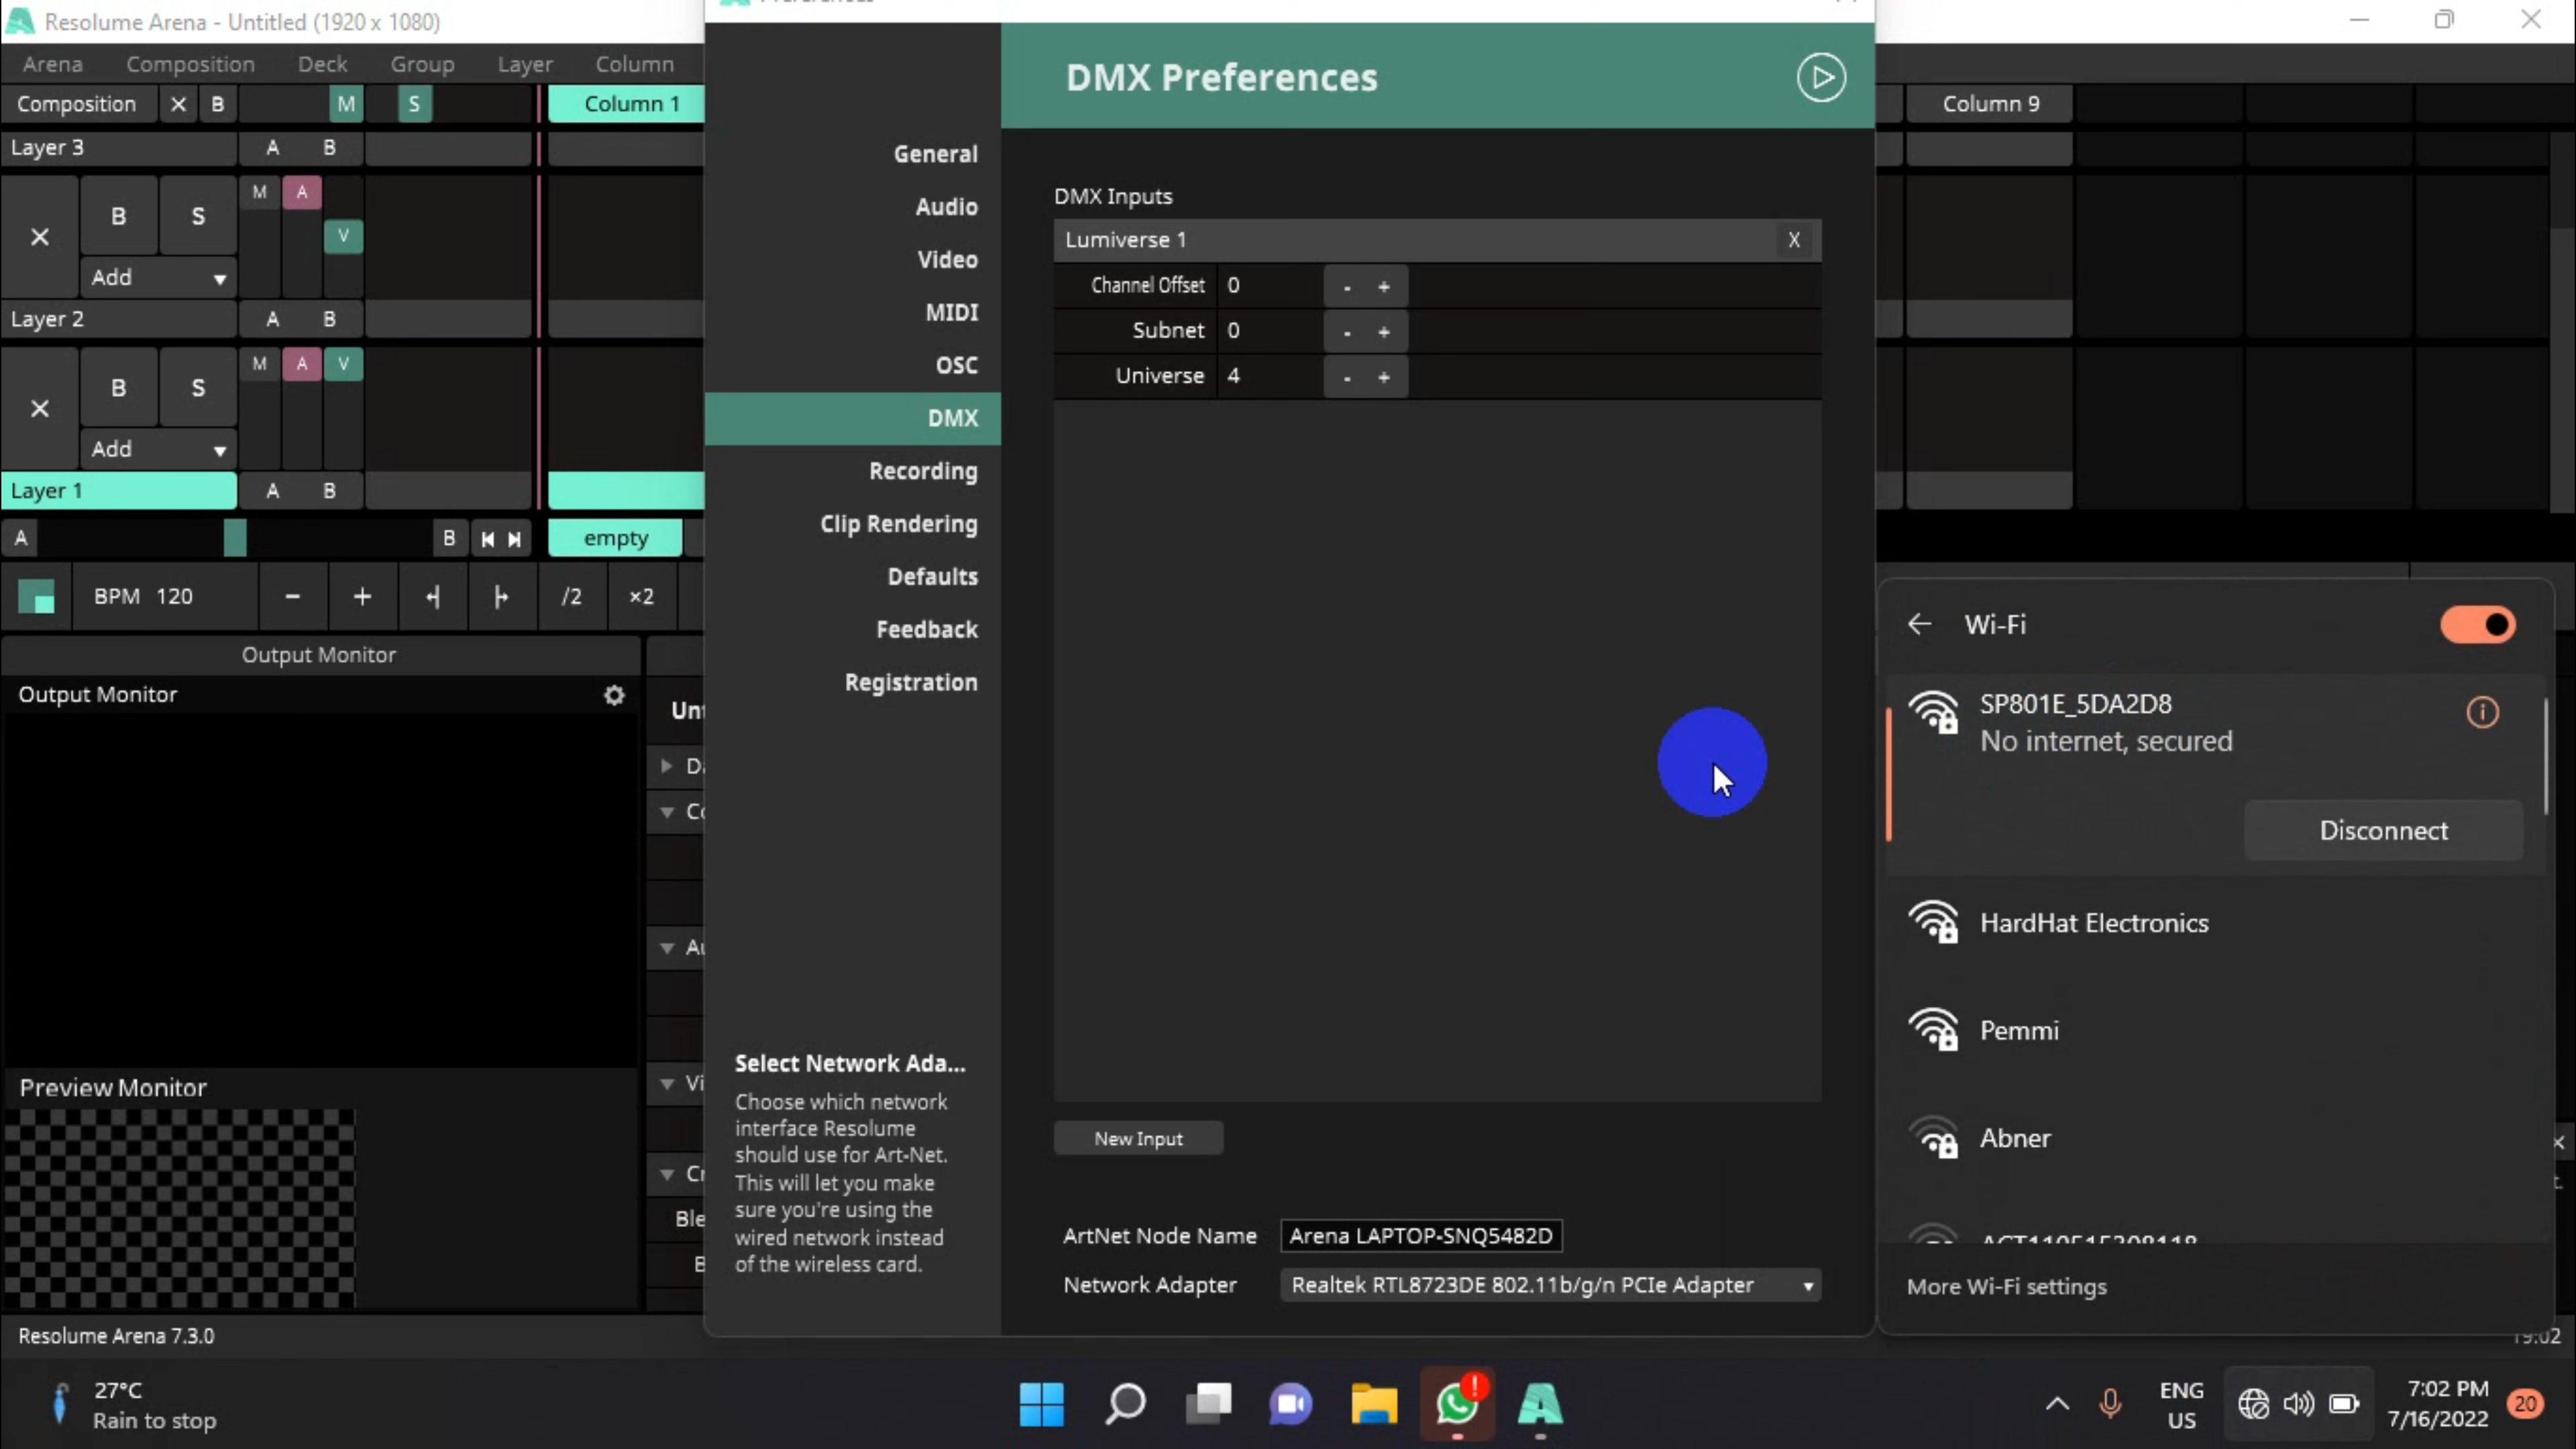 Resolume Arena - Untitled (1920 x 1080)
Arena Composition Deck Group Layer Column
Composition X B M S Column 1
Layer 3 A B
B S M A V
Add
Layer 2 A B
B S M A V
Add
Layer 1 A B
A B empty
BPM 120 - + /2 ×2
Output Monitor
Output Monitor
Preview Monitor
Resolume Arena 7.3.0
DMX Preferences
General
Audio
Video
MIDI
OSC
DMX
Recording
Clip Rendering
Defaults
Feedback
Registration
Select Network Ada...
Choose which network
interface Resolume
should use for Art-Net.
This will let you make
sure you're using the
wired network instead
of the wireless card.
DMX Inputs
Lumiverse 1 X
Channel Offset 0 - +
Subnet 0 - +
Universe 4 - +
New Input
ArtNet Node Name Arena LAPTOP-SNQ5482D
Network Adapter Realtek RTL8723DE 802.11b/g/n PCIe Adapter
Column 9
Wi-Fi
SP801E_5DA2D8
No internet, secured
Disconnect
HardHat Electronics
Pemmi
Abner
More Wi-Fi settings
19:02
27°C
Rain to stop
ENG
US
7:02 PM
7/16/2022
20